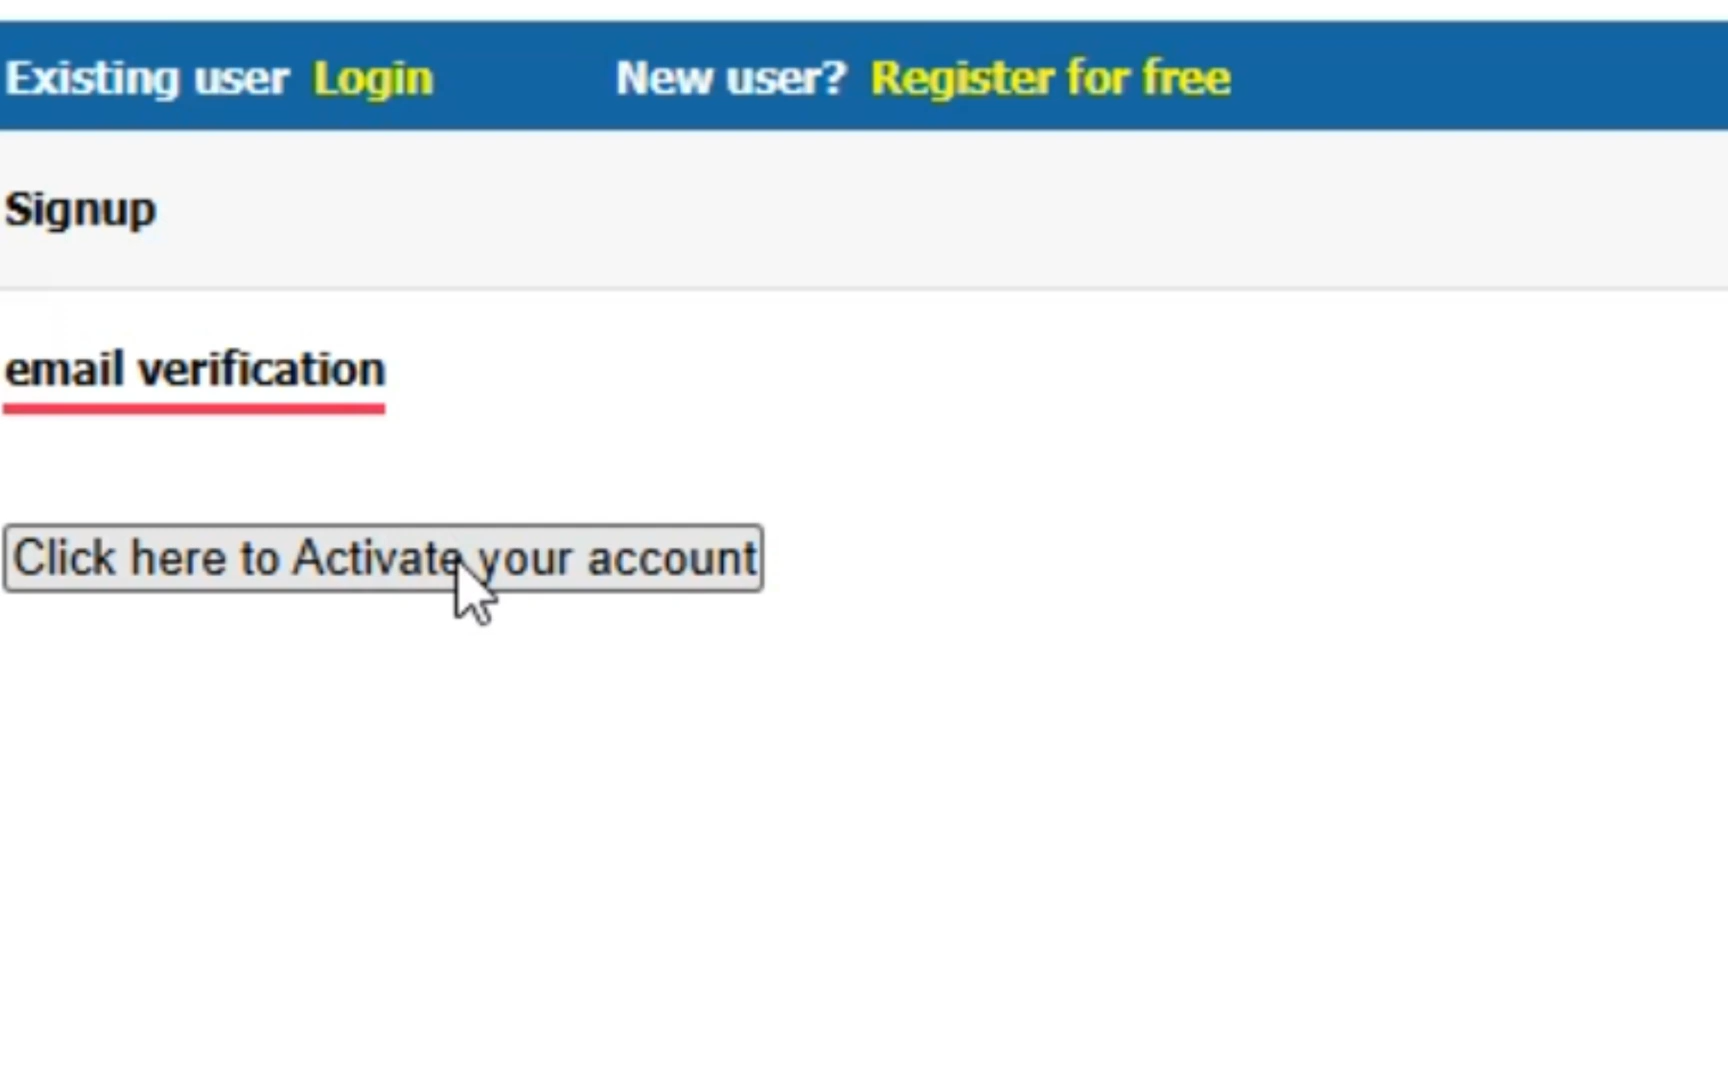 Existing user Login New user? Register for free
Signup
email verification
Click here to Activate your account